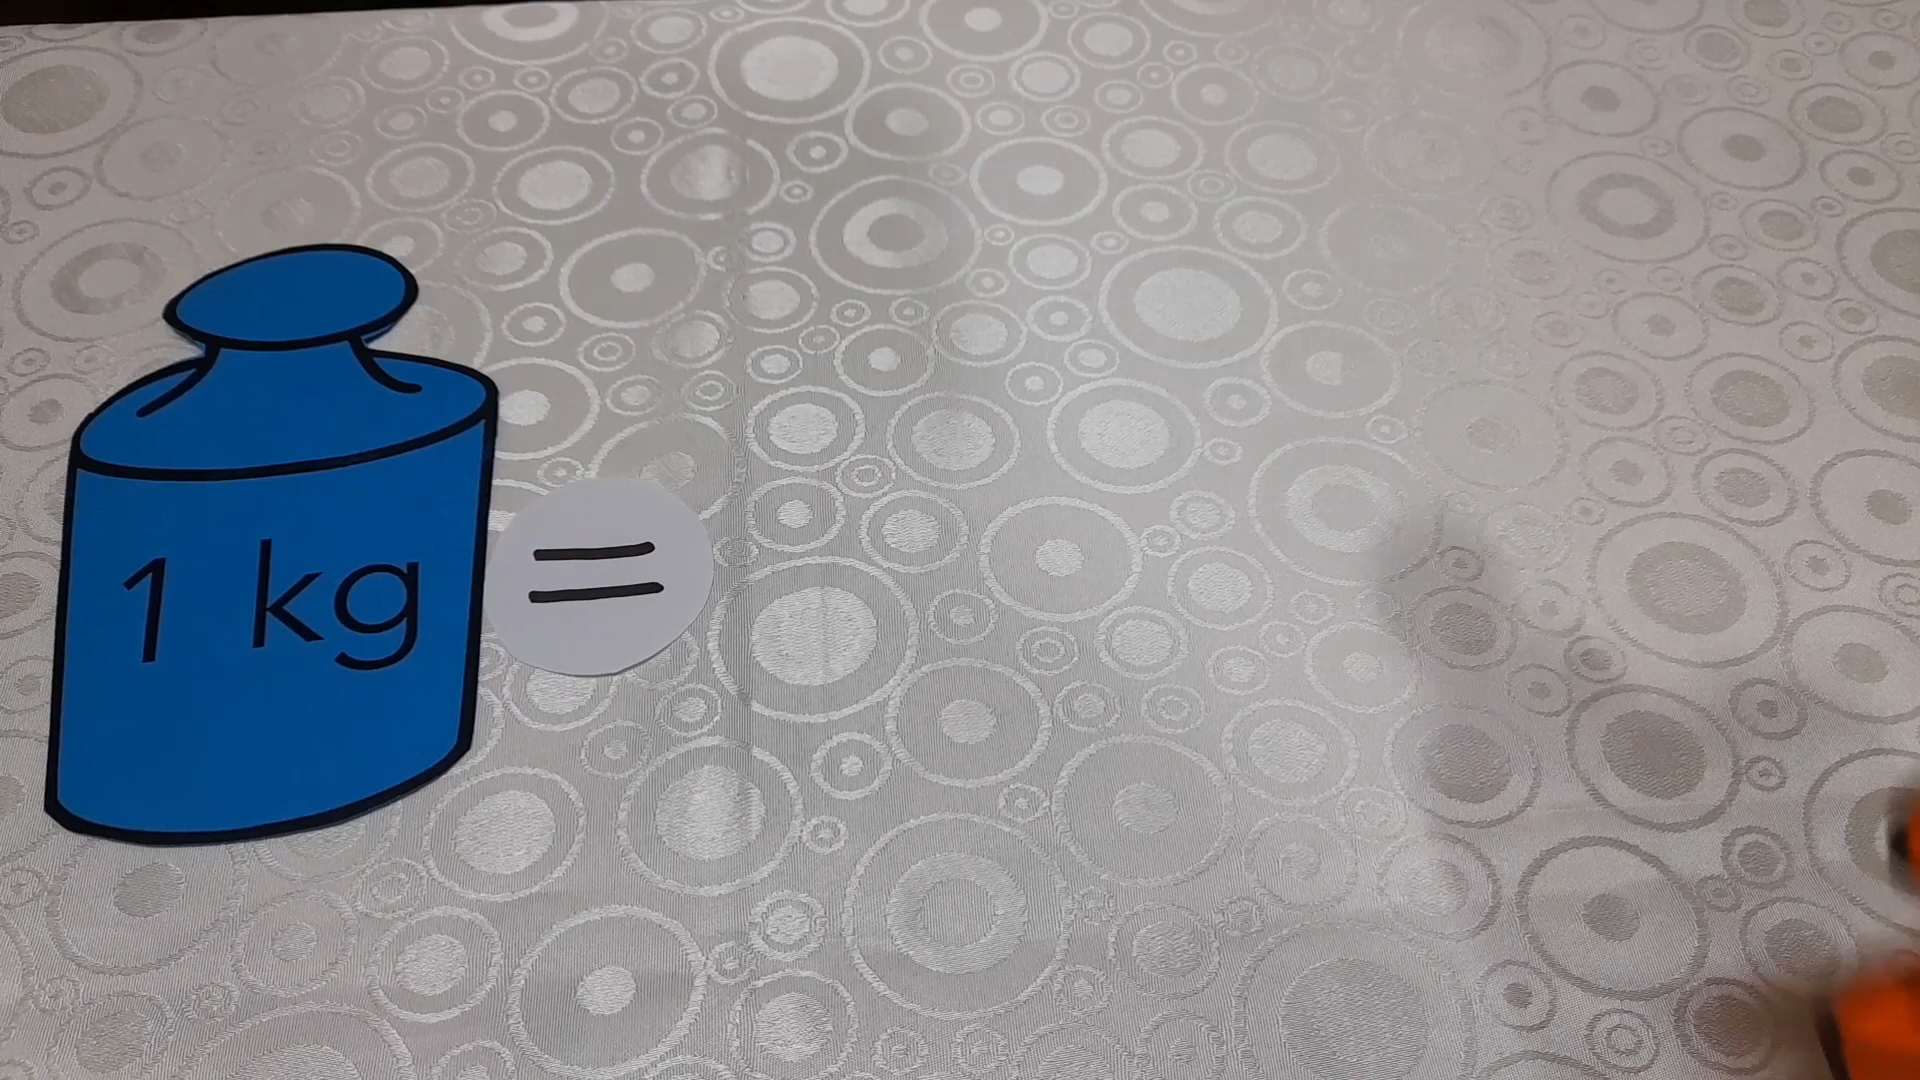 1 kg =